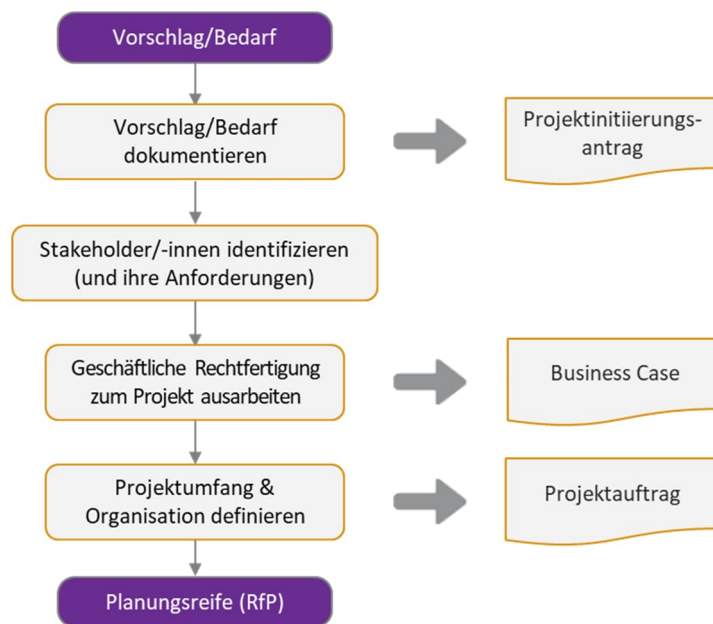 Vorschlag/Bedarf
Vorschlag/Bedarf
dokumentieren
Projektinitiierungs-
antrag
Stakeholder/-innen identifizieren
(und ihre Anforderungen)
Geschäftliche Rechtfertigung
zum Projekt ausarbeiten
Business Case
Projektumfang &
Organisation definieren
Projektauftrag
Planungsreife (RfP)